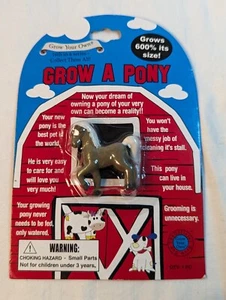 Grow Your Own!
Collect Them All!
Grows
600% its
size!
GROW A PONY
Now your dream of
owning a pony of your very
own can become a reality!!
Your new
pony is the
best pet in
the world.
You won't
have the
messy job of
cleaning it's stall.
He is very easy
to care for and
will love you
very much!
This pony
can live in
your house.
Your growing
pony never
needs to be fed,
only watered.
Grooming is
unnecessary.
WARNING:
CHOKING HAZARD - Small Parts
Not for children under 3 years.